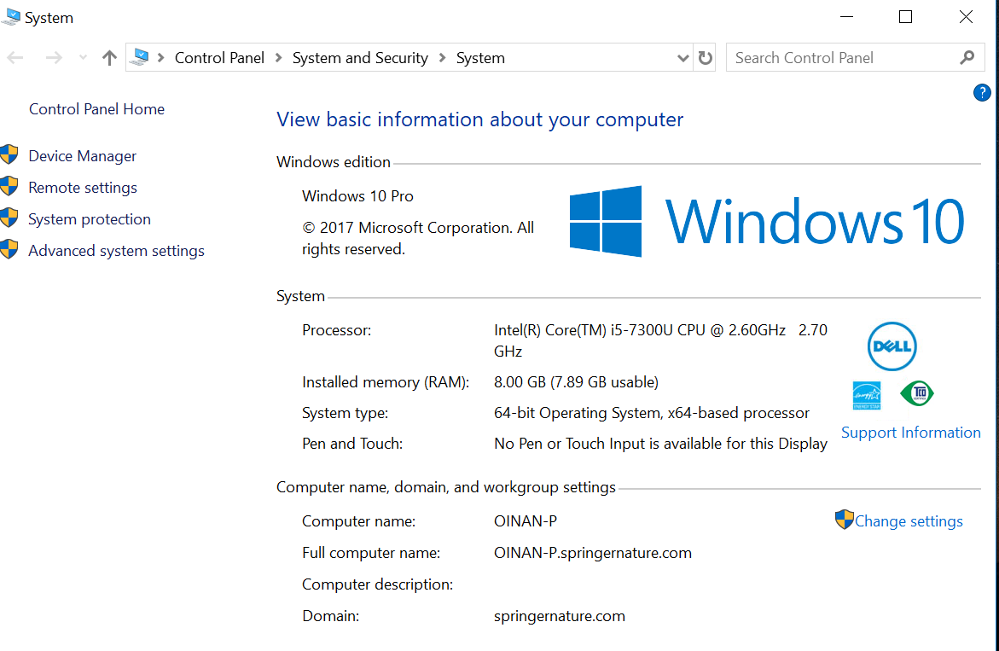 System
Control Panel > System and Security > System
Search Control Panel
?
Control Panel Home
Device Manager
Remote settings
System protection
Advanced system settings
View basic information about your computer
Windows edition
Windows 10 Pro
© 2017 Microsoft Corporation. All
rights reserved.
Windows 10
System
Processor:
Intel(R) Core(TM) i5-7300U CPU @ 2.60GHz 2.70
GHz
Installed memory (RAM):
8.00 GB (7.89 GB usable)
System type:
64-bit Operating System, x64-based processor
Pen and Touch:
No Pen or Touch Input is available for this Display
DELL
ENERGY STAR
TCO
Support Information
Computer name, domain, and workgroup settings
Computer name:
OINAN-P
Change settings
Full computer name:
OINAN-P.springernature.com
Computer description:
Domain:
springernature.com